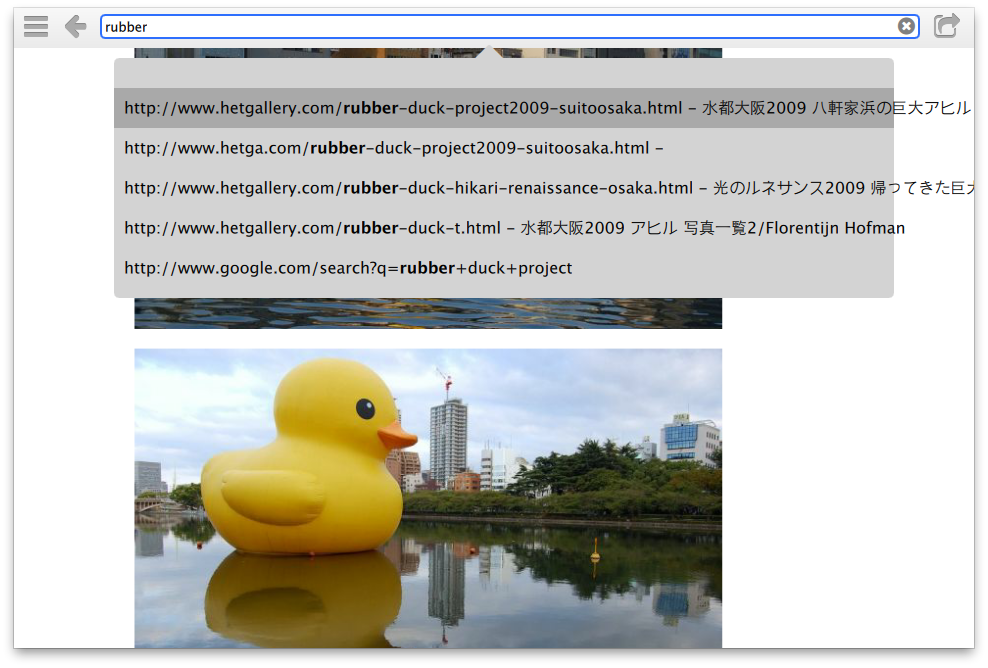 rubber
http://www.hetgallery.com/rubber-duck-project2009-suitoosaka.html - 水都大阪2009 八軒家浜の巨大アヒル
http://www.hetga.com/rubber-duck-project2009-suitoosaka.html -
http://www.hetgallery.com/rubber-duck-hikari-renaissance-osaka.html - 光のルネサンス2009 帰ってきた巨大
http://www.hetgallery.com/rubber-duck-t.html - 水都大阪2009 アヒル 写真一覧2/Florentijn Hofman
http://www.google.com/search?q=rubber+duck+project